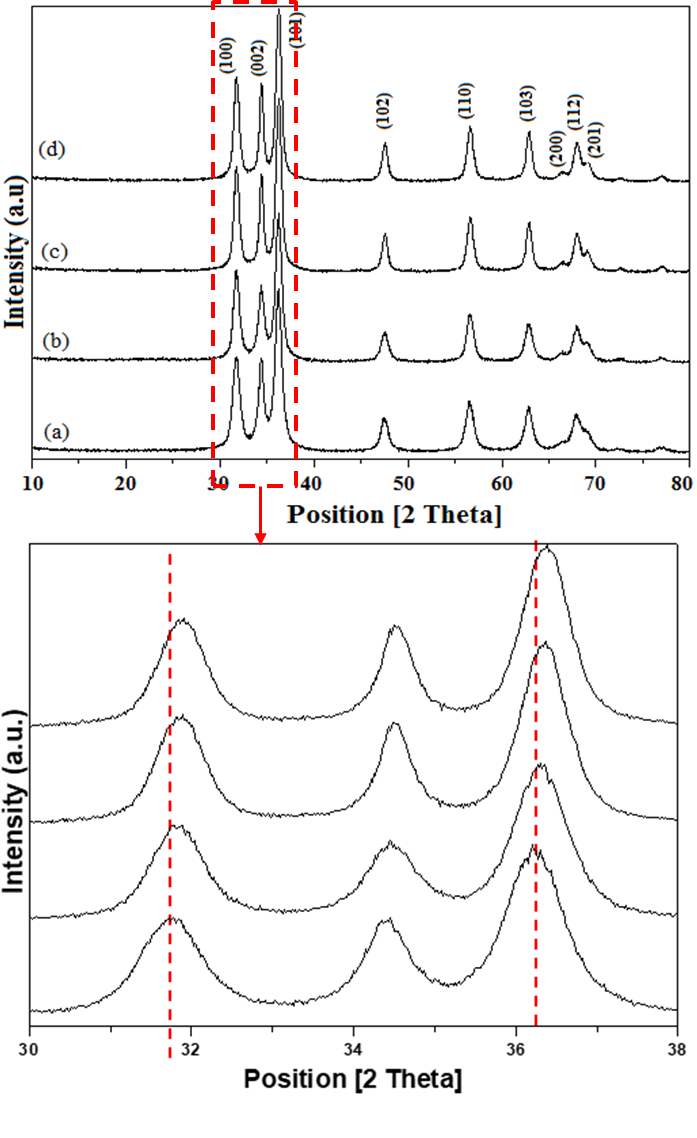 (100)
(002)
(101)
(102)
(110)
(103)
(200)
(112)
(201)
(d)
(c)
(b)
(a)
Intensity (a.u)
10 20 30 40 50 60 70 80
Position [2 Theta]
Intensity (a.u.)
30 32 34 36 38
Position [2 Theta]